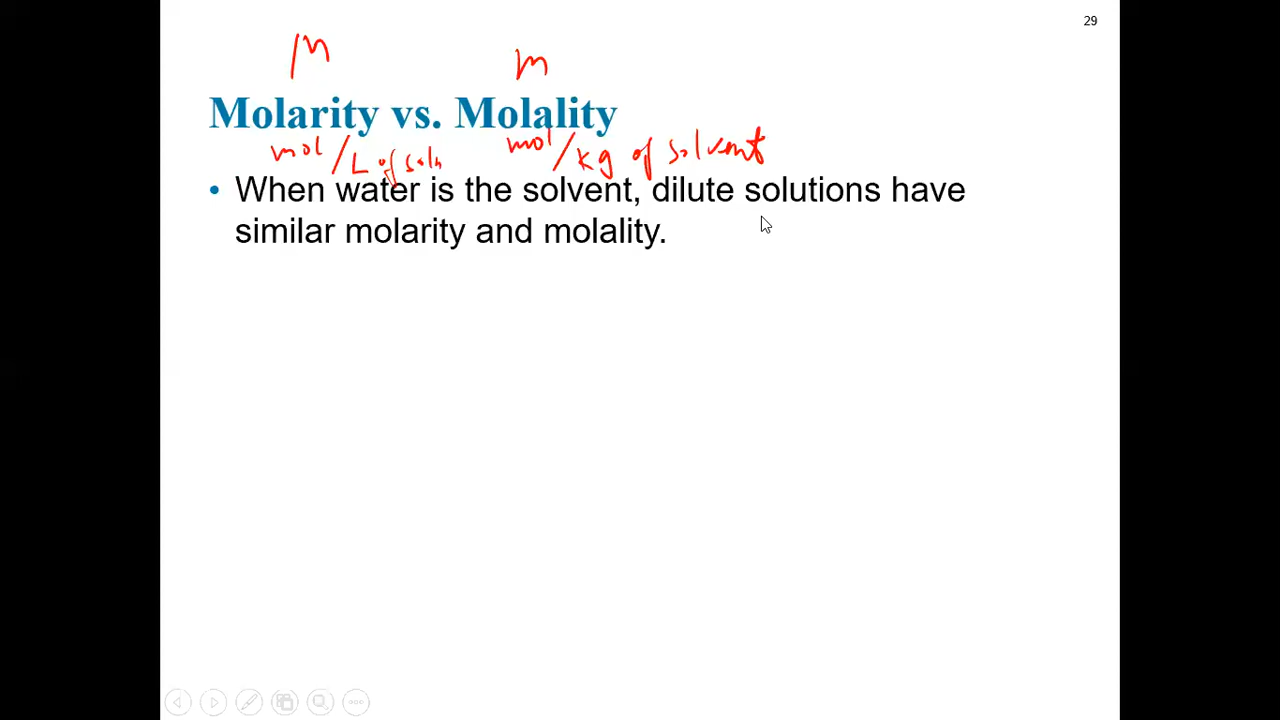 29
M m
Molarity vs. Molality
mol/L of soln mol/kg of solvent
• When water is the solvent, dilute solutions have
similar molarity and molality.